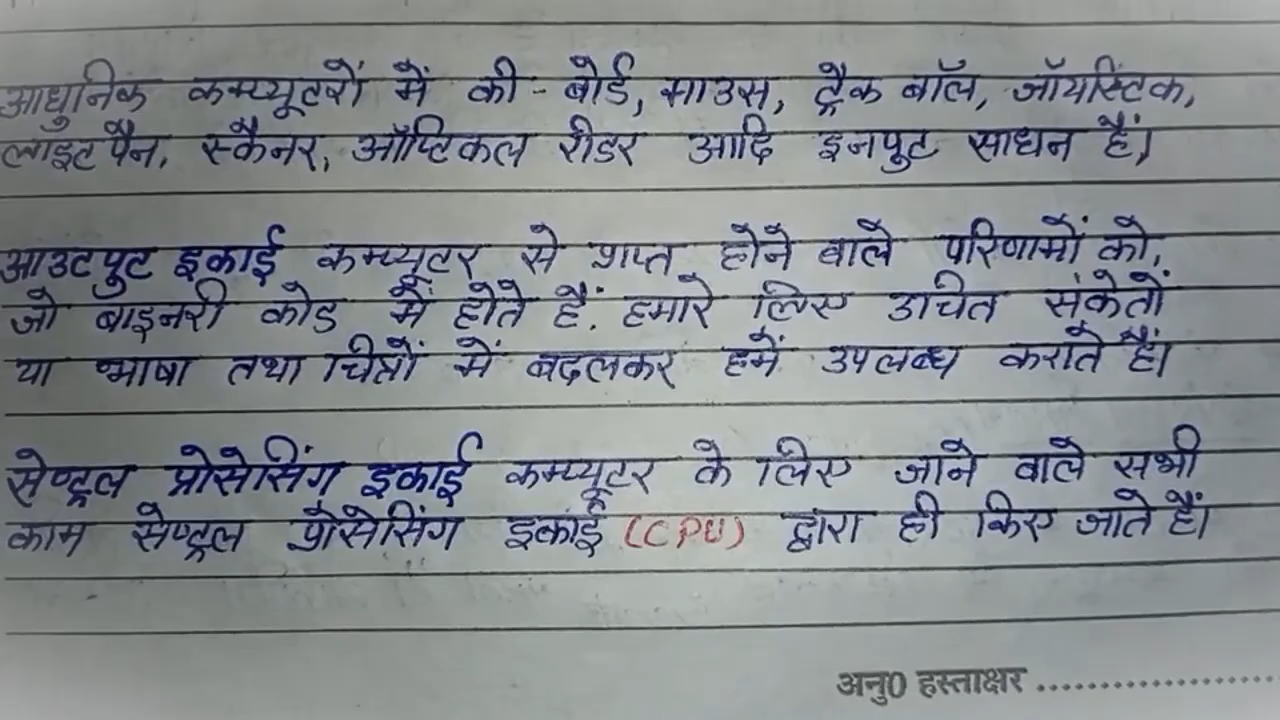 आधुनिक कम्प्यूटरों में की - बोर्ड, माउस, ट्रैक बॉल, जॉयस्टिक,
लाइट पैन, स्कैनर, ऑप्टिकल रीडर आदि इनपुट साधन हैं।
आउटपुट इकाई कम्प्यूटर से प्राप्त होने वाले परिणामों को,
जो बाइनरी कोड में होते हैं. हमारे लिए उचित संकेतों
या भाषा तथा चित्रों में बदलकर हमें उपलब्ध कराते हैं।
सेण्ट्रल प्रोसेसिंग इकाई कम्प्यूटर के लिए जाने वाले सभी
काम सेण्ट्रल प्रोसेसिंग इकाई (CPU) द्वारा ही किए जाते हैं।
अनु0 हस्ताक्षर ....................